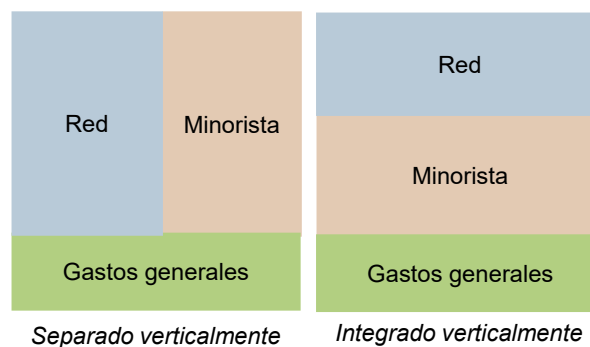 Red
Minorista
Gastos generales
Separado verticalmente
Red
Minorista
Gastos generales
Integrado verticalmente